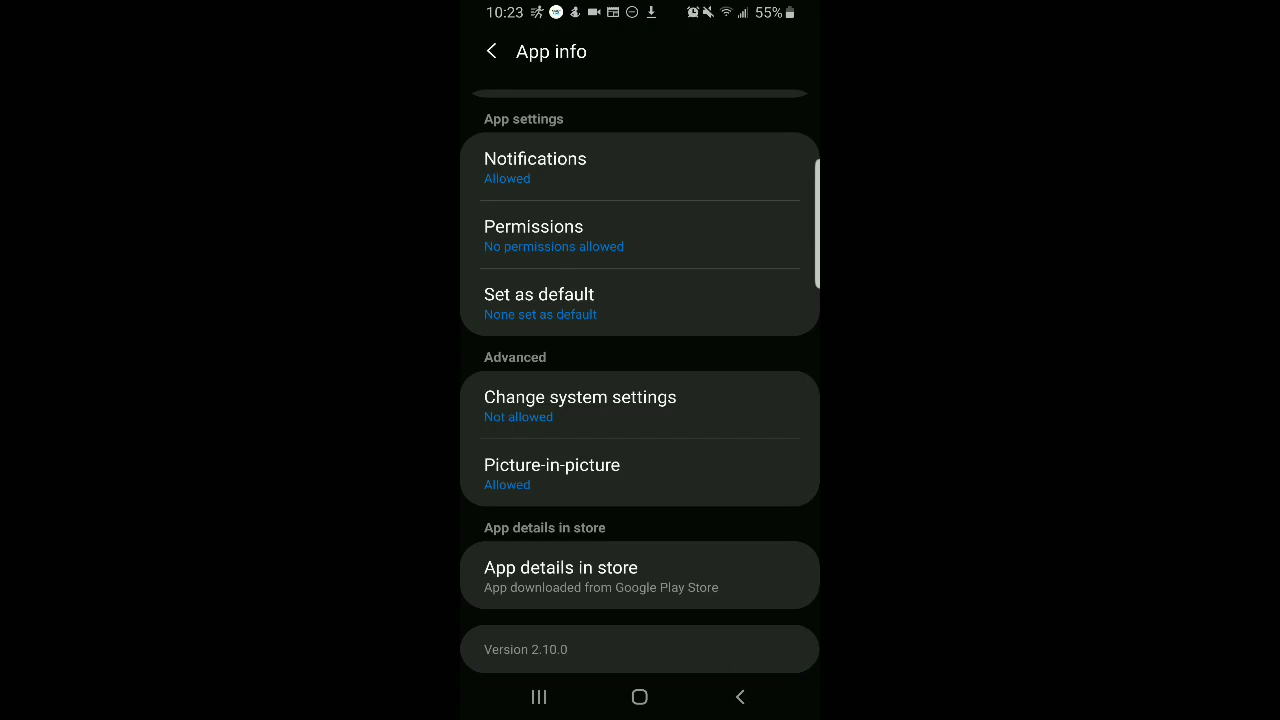 10:23 55%
App info
App settings
Notifications
Allowed
Permissions
No permissions allowed
Set as default
None set as default
Advanced
Change system settings
Not allowed
Picture-in-picture
Allowed
App details in store
App details in store
App downloaded from Google Play Store
Version 2.10.0